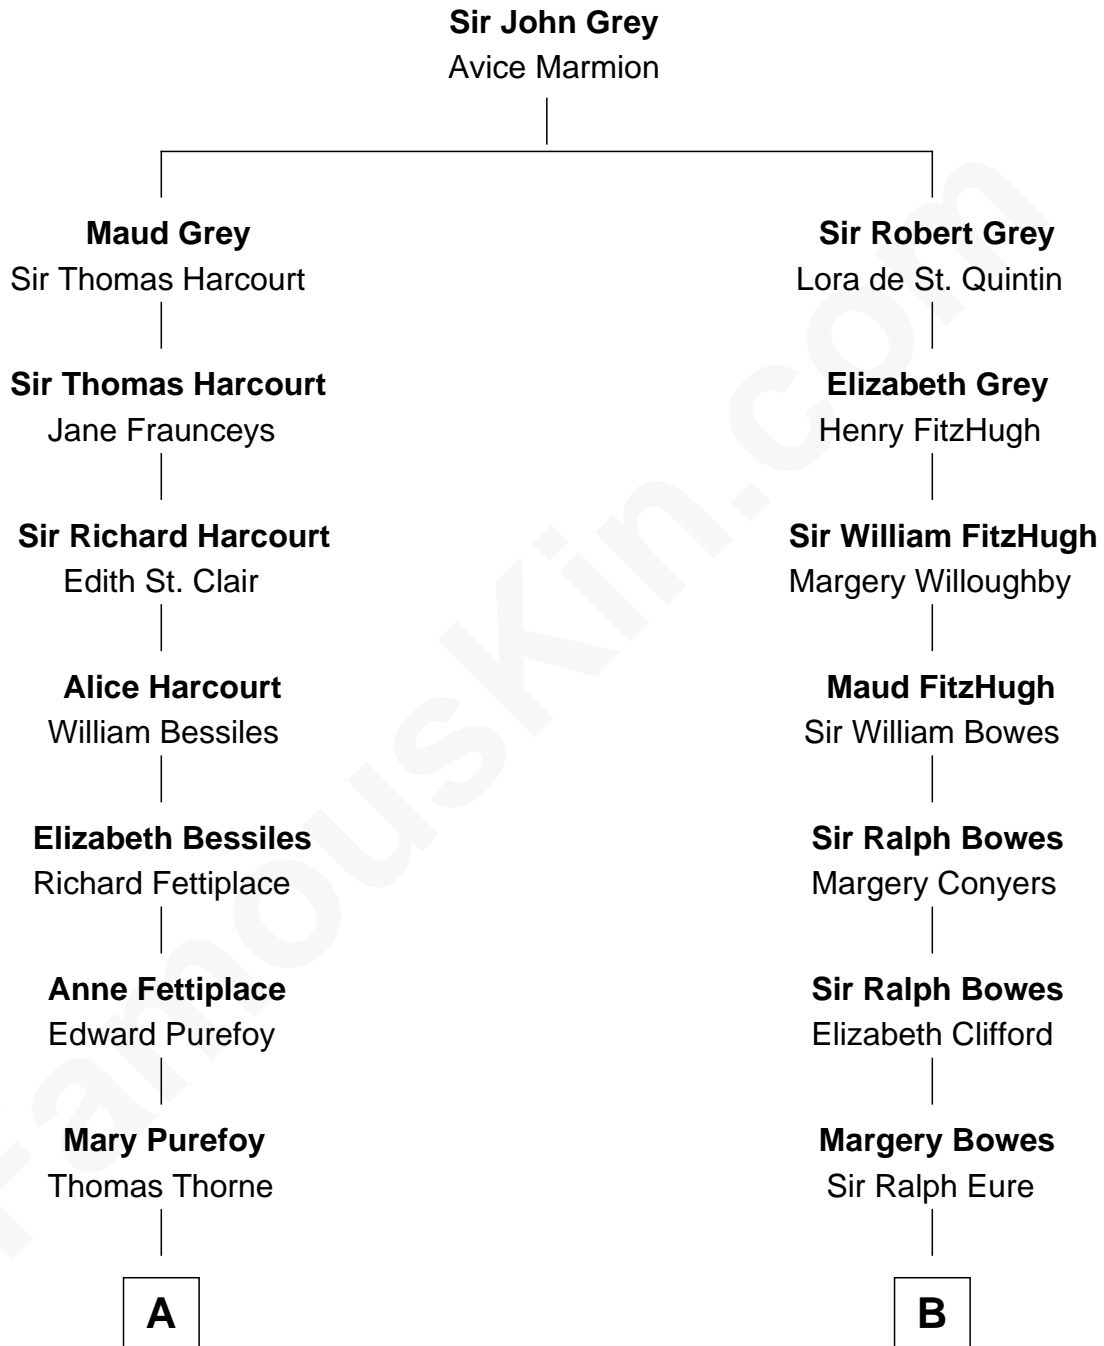 Sir John Grey
Avice Marmion
Maud Grey
Sir Thomas Harcourt
Sir Robert Grey
Lora de St. Quintin
Sir Thomas Harcourt
Jane Fraunceys
Elizabeth Grey
Henry FitzHugh
Sir Richard Harcourt
Edith St. Clair
Sir William FitzHugh
Margery Willoughby
Alice Harcourt
William Bessiles
Maud FitzHugh
Sir William Bowes
Elizabeth Bessiles
Richard Fettiplace
Sir Ralph Bowes
Margery Conyers
Anne Fettiplace
Edward Purefoy
Sir Ralph Bowes
Elizabeth Clifford
Mary Purefoy
Thomas Thorne
Margery Bowes
Sir Ralph Eure
A
B
FamousKin.com